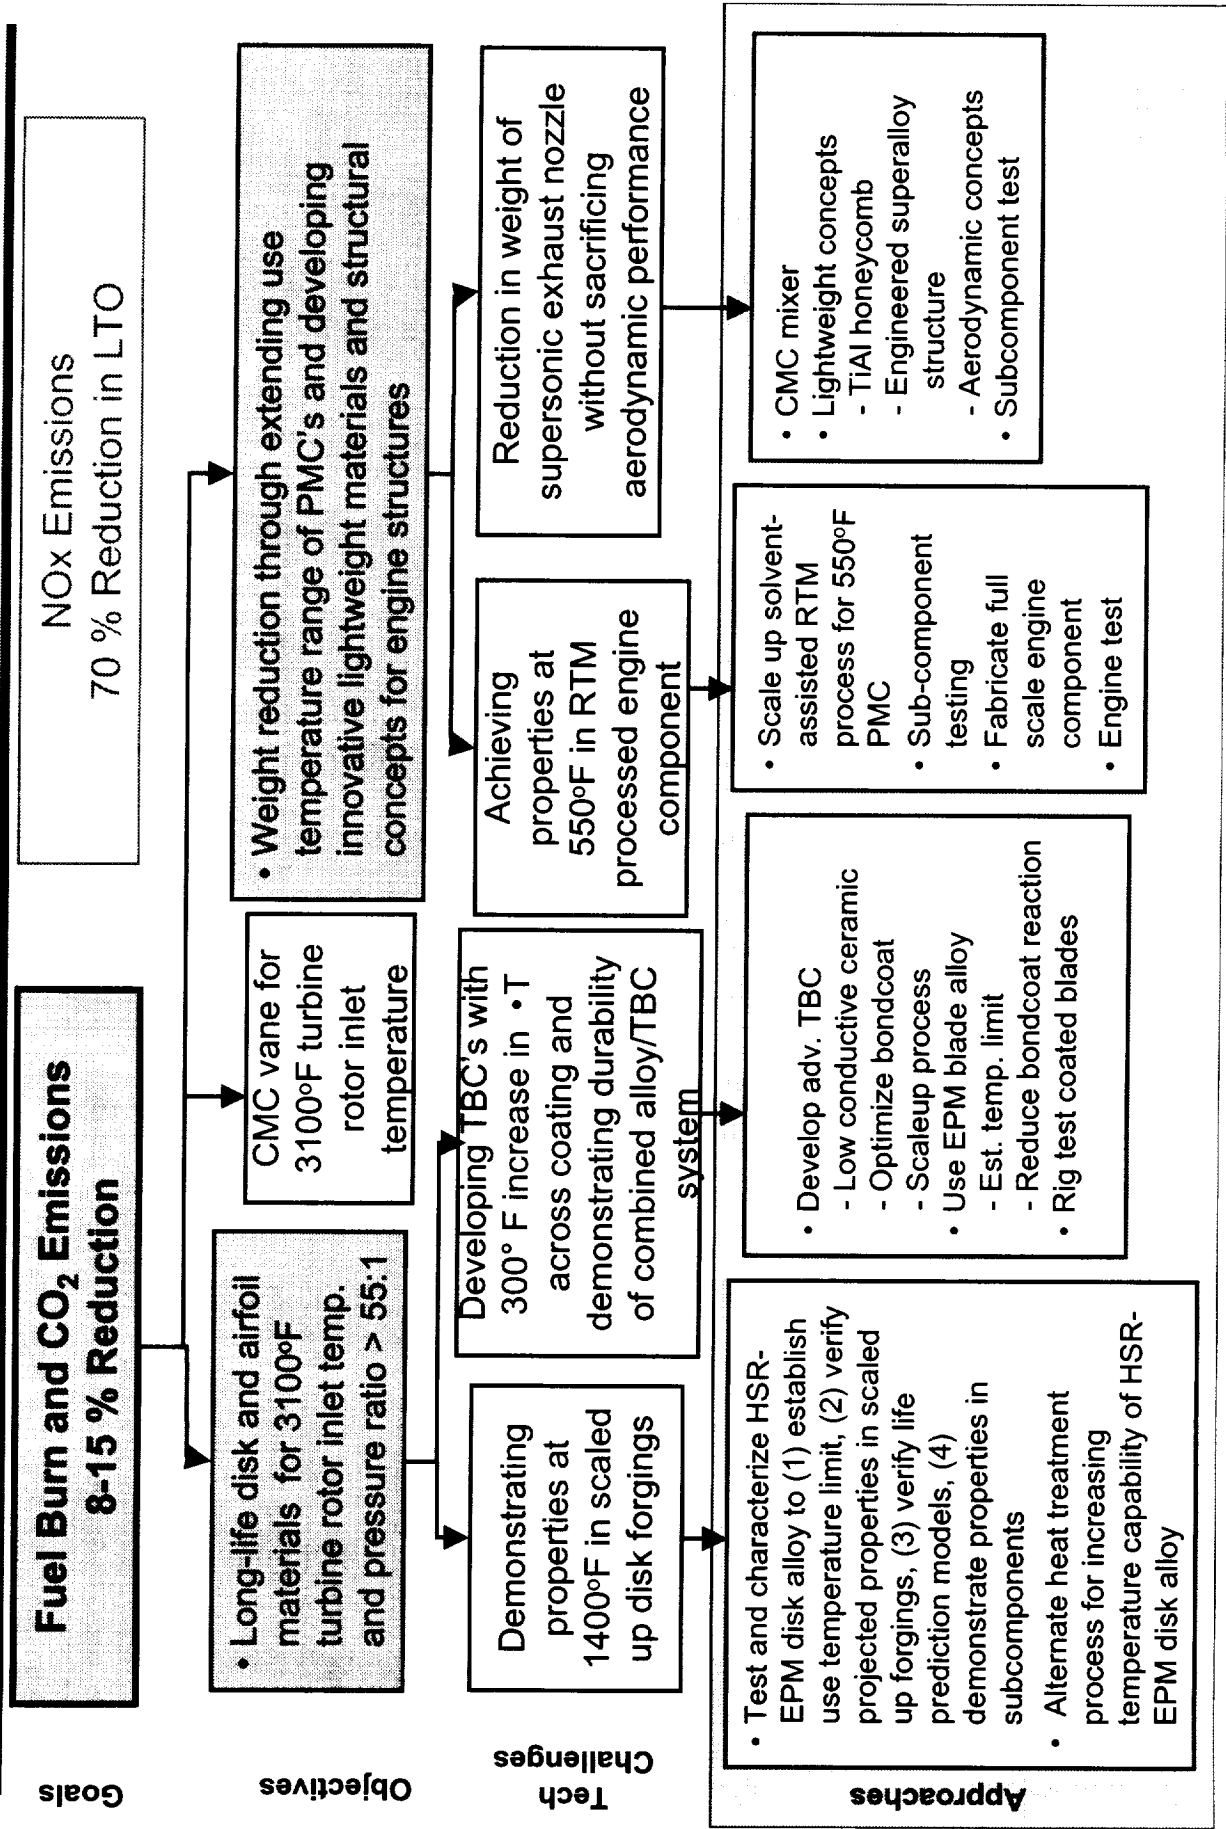 Goals
Fuel Burn and CO₂ Emissions
8-15 % Reduction
NOx Emissions
70 % Reduction in LTO
Objectives
• Long-life disk and airfoil
materials for 3100ºF
turbine rotor inlet temp.
and pressure ratio > 55:1
CMC vane for
3100ºF turbine
rotor inlet
temperature
• Weight reduction through extending use
temperature range of PMC's and developing
innovative lightweight materials and structural
concepts for engine structures
Tech
Challenges
Demonstrating
properties at
1400ºF in scaled
up disk forgings
Developing TBC's with
300° F increase in •T
across coating and
demonstrating durability
of combined alloy/TBC
system
Achieving
properties at
550ºF in RTM
processed engine
component
Reduction in weight of
supersonic exhaust nozzle
without sacrificing
aerodynamic performance
Approaches
• Test and characterize HSR-
EPM disk alloy to (1) establish
use temperature limit, (2) verify
projected properties in scaled
up forgings, (3) verify life
prediction models, (4)
demonstrate properties in
subcomponents
• Alternate heat treatment
process for increasing
temperature capability of HSR-
EPM disk alloy
• Develop adv. TBC
- Low conductive ceramic
- Optimize bondcoat
- Scaleup process
• Use EPM blade alloy
- Est. temp. limit
- Reduce bondcoat reaction
• Rig test coated blades
• Scale up solvent-
assisted RTM
process for 550ºF
PMC
• Sub-component
testing
• Fabricate full
scale engine
component
• Engine test
• CMC mixer
• Lightweight concepts
- TiAl honeycomb
- Engineered superalloy
structure
- Aerodynamic concepts
• Subcomponent test